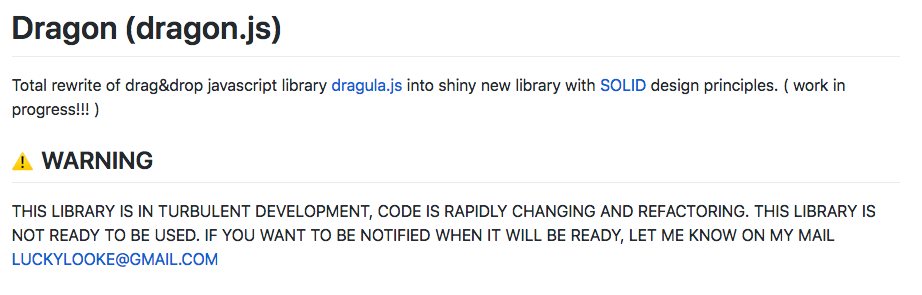 Dragon (dragon.js)
Total rewrite of drag&drop javascript library dragula.js into shiny new library with SOLID design principles. ( work in
progress!!! )
⚠ WARNING
THIS LIBRARY IS IN TURBULENT DEVELOPMENT, CODE IS RAPIDLY CHANGING AND REFACTORING. THIS LIBRARY IS
NOT READY TO BE USED. IF YOU WANT TO BE NOTIFIED WHEN IT WILL BE READY, LET ME KNOW ON MY MAIL
LUCKYLOOKE@GMAIL.COM